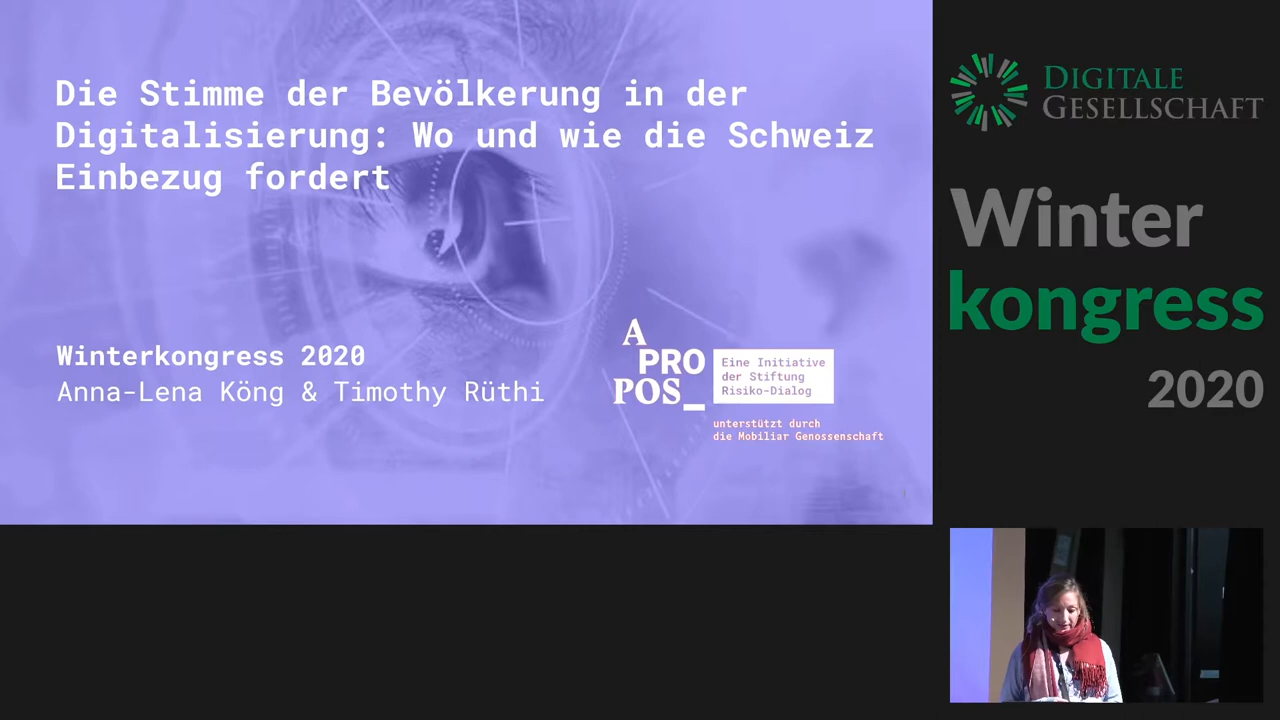 Die Stimme der Bevölkerung in der
Digitalisierung: Wo und wie die Schweiz
Einbezug fordert
Winterkongress 2020
Anna-Lena Köng & Timothy Rüthi
A
PRO
POS_
Eine Initiative
der Stiftung
Risiko-Dialog
unterstützt durch
die Mobiliar Genossenschaft
DIGITALE
GESELLSCHAFT
Winter
kongress
2020